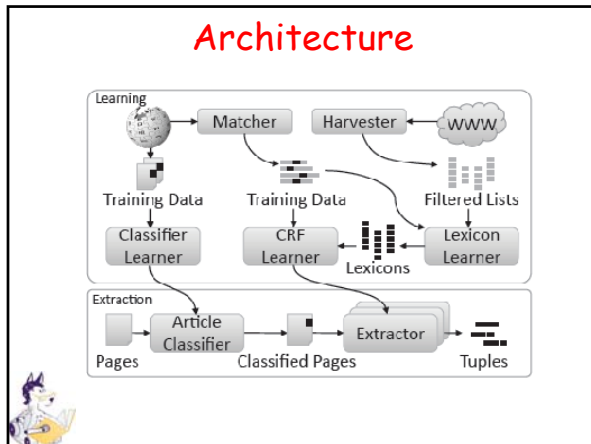 Architecture
Learning
Matcher
Harvester
WWW
Training Data
Training Data
Filtered Lists
Classifier
Learner
CRF
Learner
Lexicons
Lexicon
Learner
Extraction
Pages
Article
Classifier
Classified Pages
Extractor
Tuples